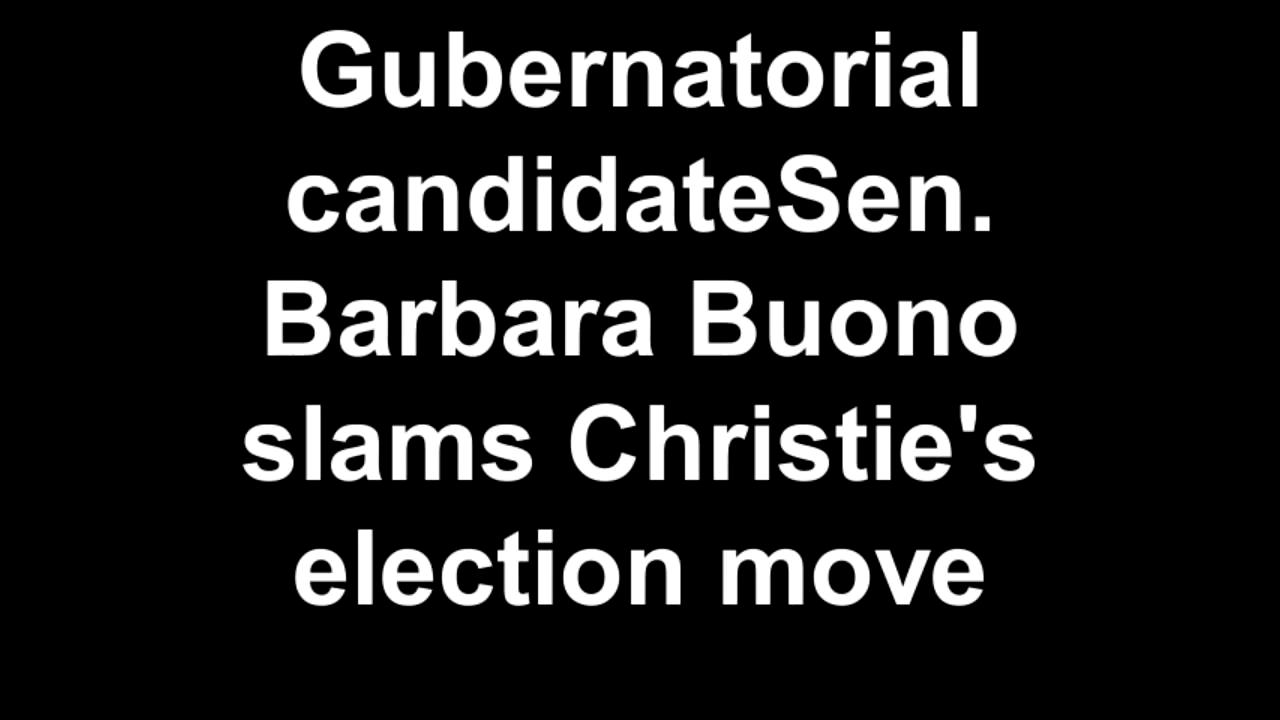 Gubernatorial
candidateSen.
Barbara Buono
slams Christie's
election move